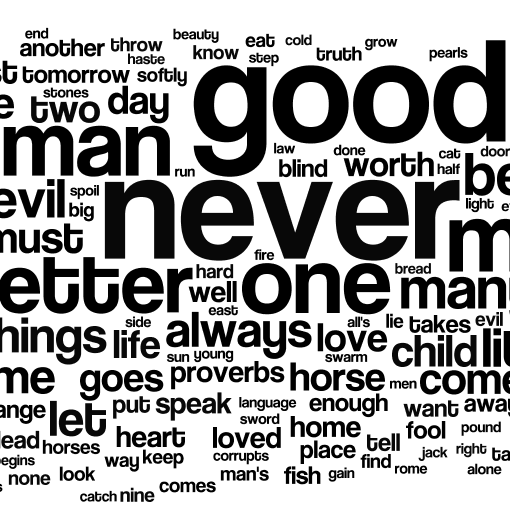 end beauty eat cold grow
another throw know step truth pearls
haste good
st tomorrow softly
stones
e two day
law done cat door
man run blind worth half be
evil spoil never light e
big
must m
fire
etter hard one bread many
well
east
things side always all's lie takes evil
life love
sun young swarm child lit
me goes proverbs horse men come
ange put speak language enough want away
let sword
lead heart loved home fool pound
horses corrupts place tell jack right ta
begins way keep find
s none look man's fish gain rome alone
comes
catch nine